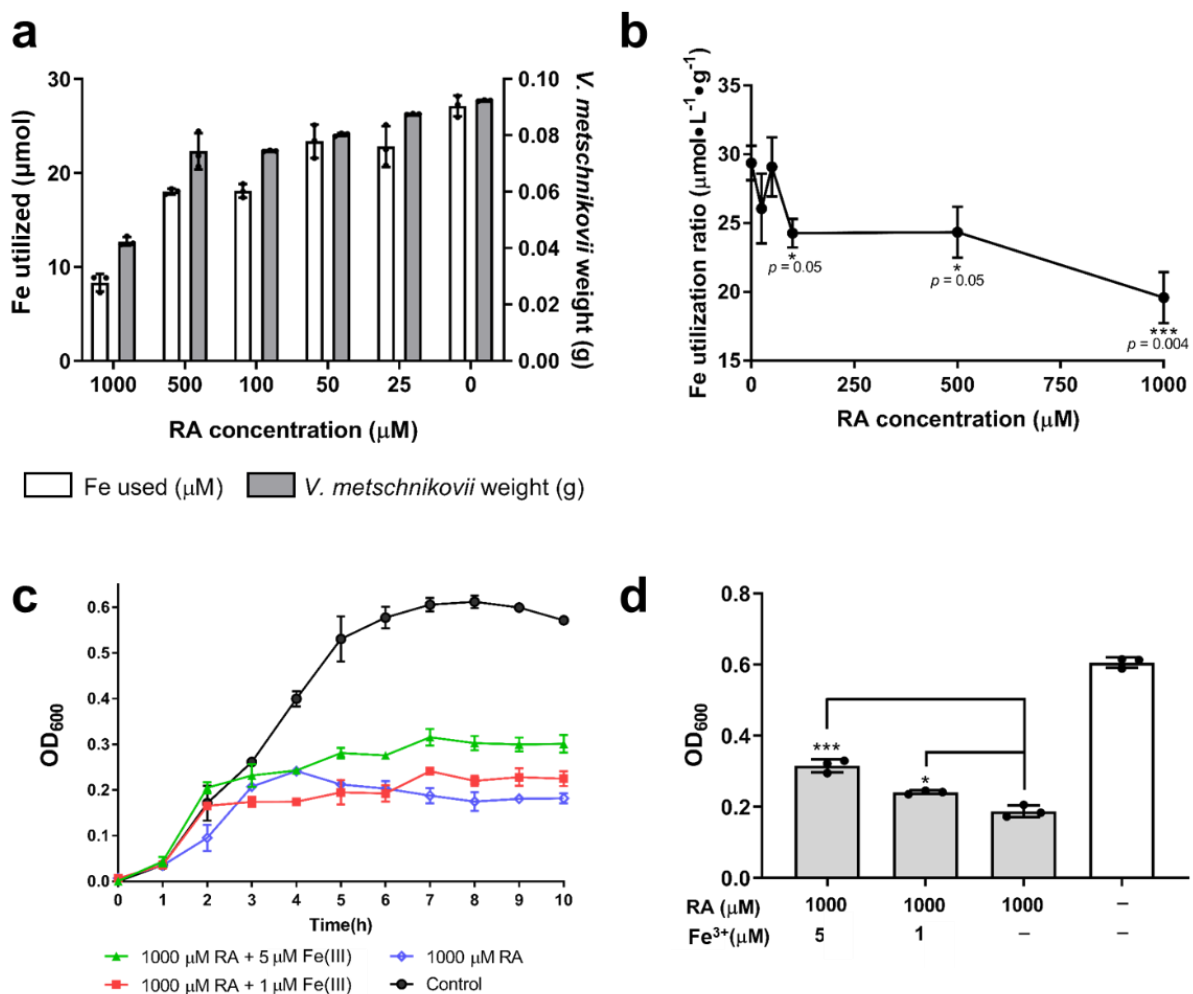 a
Fe utilized (μmol)
30
20
10
0
0.10
0.08
0.06
0.04
0.02
0.00
V. metschnikovii weight (g)
1000 500 100 50 25 0
RA concentration (μM)
Fe used (μM) V. metschnikovii weight (g)
b
Fe utilization ratio (μmol•L⁻¹•g⁻¹)
35
30
25
20
15
*
p = 0.05
*
p = 0.05
***
p = 0.004
0 250 500 750 1000
RA concentration (μM)
c
OD₆₀₀
0.6
0.5
0.4
0.3
0.2
0.1
0.0
0 1 2 3 4 5 6 7 8 9 10
Time(h)
1000 μM RA + 5 μM Fe(III) 1000 μM RA
1000 μM RA + 1 μM Fe(III) Control
d
OD₆₀₀
0.8
0.6
0.4
0.2
0.0
***
*
RA (μM) 1000 1000 1000 –
Fe³⁺(μM) 5 1 – –